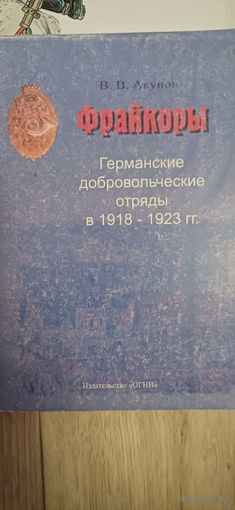 В. В. Акунов
Фрайкоры
Германские
добровольческие
отряды
в 1918 - 1923 гг.
Издательство «ОГНИ»